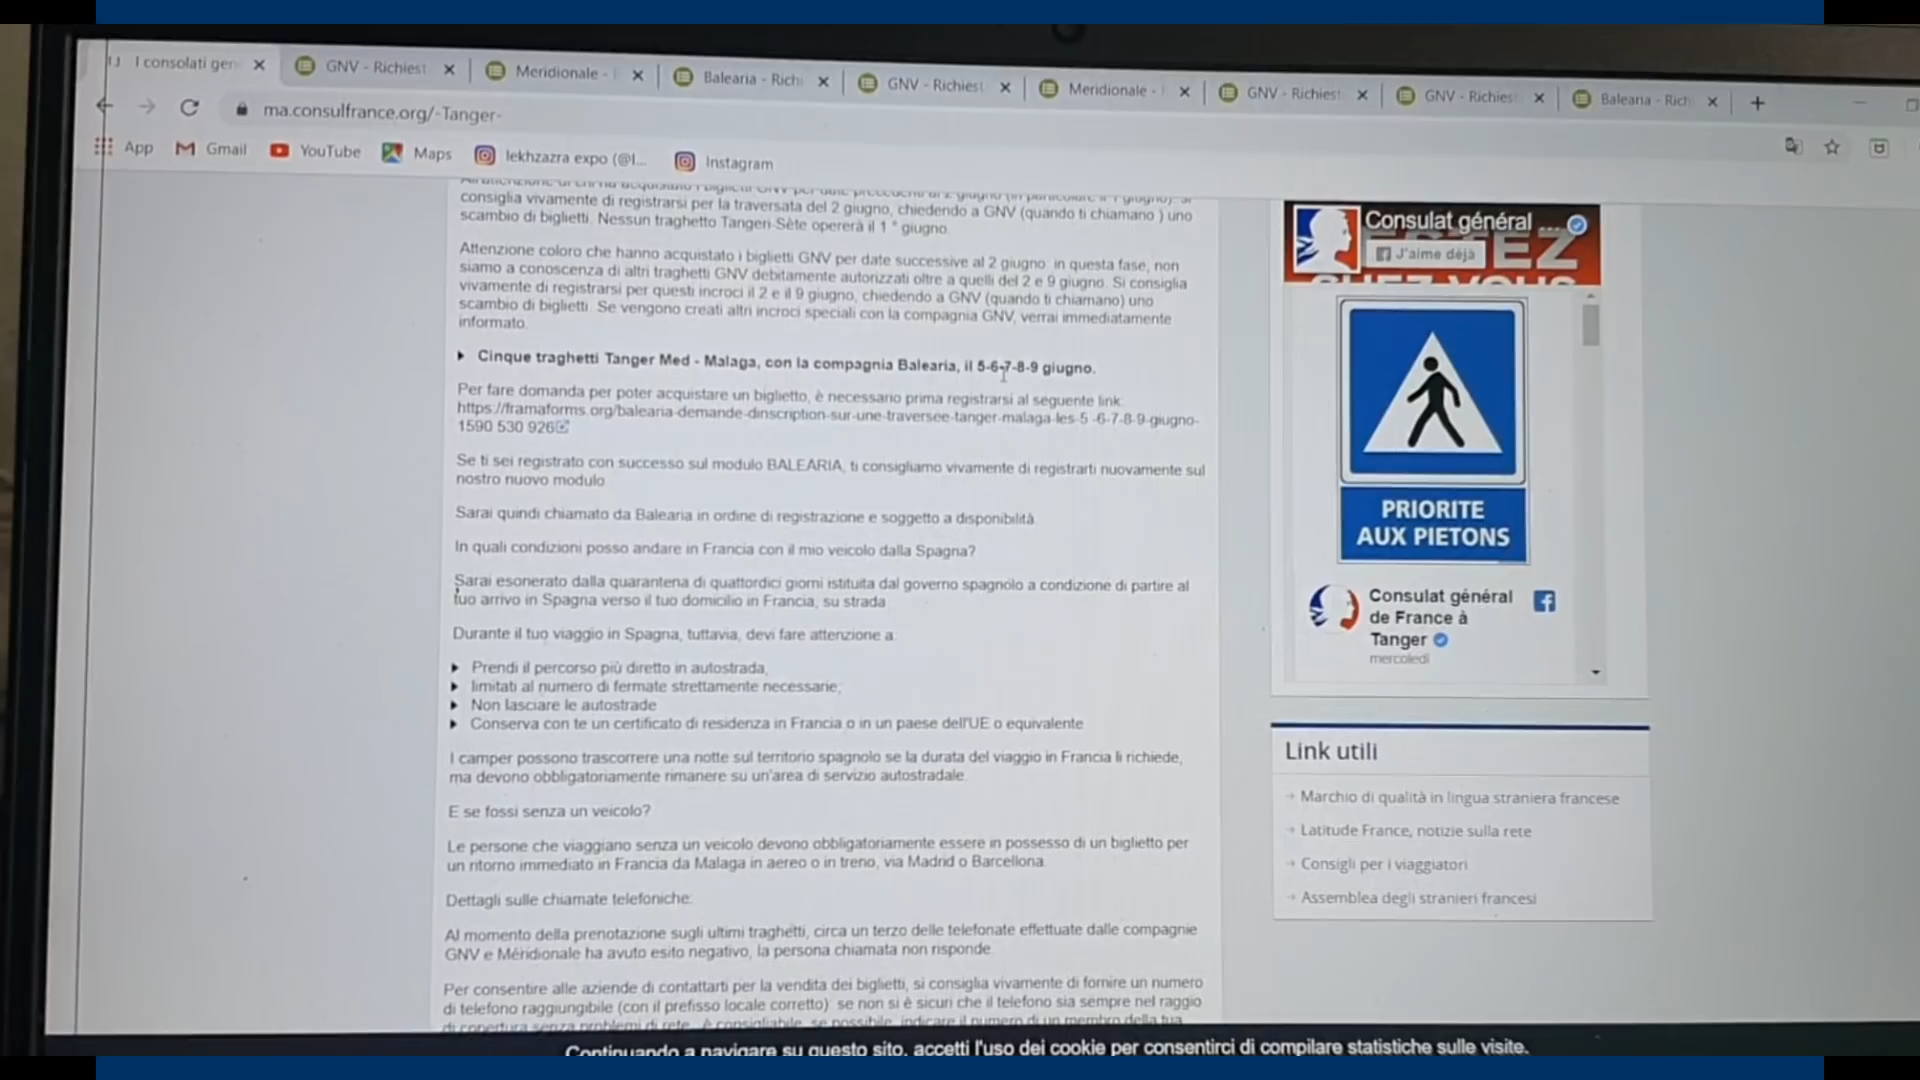 I consolati gen
GNV - Richiest
Meridionale -
Balearia - Richi
GNV - Richiest
Meridionale -
GNV - Richiest
GNV - Richiest
Balearia - Rich
ma.consulfrance.org/-Tanger-
App
Gmail
YouTube
Maps
lekhzazra expo (@l...
Instagram
consiglia vivamente di registrarsi per la traversata del 2 giugno, chiedendo a GNV (quando ti chiamano ) uno
scambio di biglietti. Nessun traghetto Tangeri-Sète opererà il 1 ° giugno.
Attenzione coloro che hanno acquistato i biglietti GNV per date successive al 2 giugno: in questa fase, non
siamo a conoscenza di altri traghetti GNV debitamente autorizzati oltre a quelli del 2 e 9 giugno. Si consiglia
vivamente di registrarsi per questi incroci il 2 e il 9 giugno, chiedendo a GNV (quando ti chiamano) uno
scambio di biglietti. Se vengono creati altri incroci speciali con la compagnia GNV, verrai immediatamente
informato.
Cinque traghetti Tanger Med - Malaga, con la compagnia Balearia, il 5-6-7-8-9 giugno.
Per fare domanda per poter acquistare un biglietto, è necessario prima registrarsi al seguente link:
https://framaforms.org/balearia-demande-dinscription-sur-une-traversee-tanger-malaga-les-5 -6-7-8-9-giugno-
1590 530 926
Se ti sei registrato con successo sul modulo BALEARIA, ti consigliamo vivamente di registrarti nuovamente sul
nostro nuovo modulo
Sarai quindi chiamato da Balearia in ordine di registrazione e soggetto a disponibilità.
In quali condizioni posso andare in Francia con il mio veicolo dalla Spagna?
Sarai esonerato dalla quarantena di quattordici giorni istituita dal governo spagnolo a condizione di partire al
tuo arrivo in Spagna verso il tuo domicilio in Francia, su strada
Durante il tuo viaggio in Spagna, tuttavia, devi fare attenzione a:
Prendi il percorso più diretto in autostrada,
limitati al numero di fermate strettamente necessarie;
Non lasciare le autostrade
Conserva con te un certificato di residenza in Francia o in un paese dell'UE o equivalente
I camper possono trascorrere una notte sul territorio spagnolo se la durata del viaggio in Francia li richiede,
ma devono obbligatoriamente rimanere su un'area di servizio autostradale.
E se fossi senza un veicolo?
Le persone che viaggiano senza un veicolo devono obbligatoriamente essere in possesso di un biglietto per
un ritorno immediato in Francia da Malaga in aereo o in treno, via Madrid o Barcellona.
Dettagli sulle chiamate telefoniche:
Al momento della prenotazione sugli ultimi traghetti, circa un terzo delle telefonate effettuate dalle compagnie
GNV e Méridionale ha avuto esito negativo, la persona chiamata non risponde.
Per consentire alle aziende di contattarti per la vendita dei biglietti, si consiglia vivamente di fornire un numero
di telefono raggiungibile (con il prefisso locale corretto): se non si è sicuri che il telefono sia sempre nel raggio
di copertura senza problemi di rete, è consigliabile, se possibile, indicare il numero di un membro della tua
Consulat général ...
J'aime déjà
EZ
CHEZ VOUS
PRIORITE
AUX PIETONS
Consulat général
de France à
Tanger
mercoledì
Link utili
Marchio di qualità in lingua straniera francese
Latitude France, notizie sulla rete
Consigli per i viaggiatori
Assemblea degli stranieri francesi
Continuando a navigare su questo sito, accetti l'uso dei cookie per consentirci di compilare statistiche sulle visite.